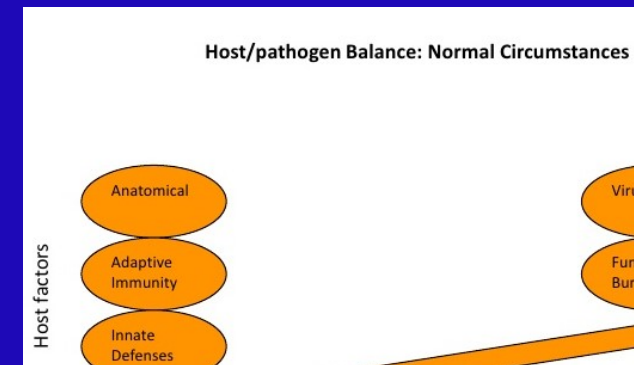 Host/pathogen Balance: Normal Circumstances
Anatomical
Adaptive
Immunity
Innate
Defenses
Host factors